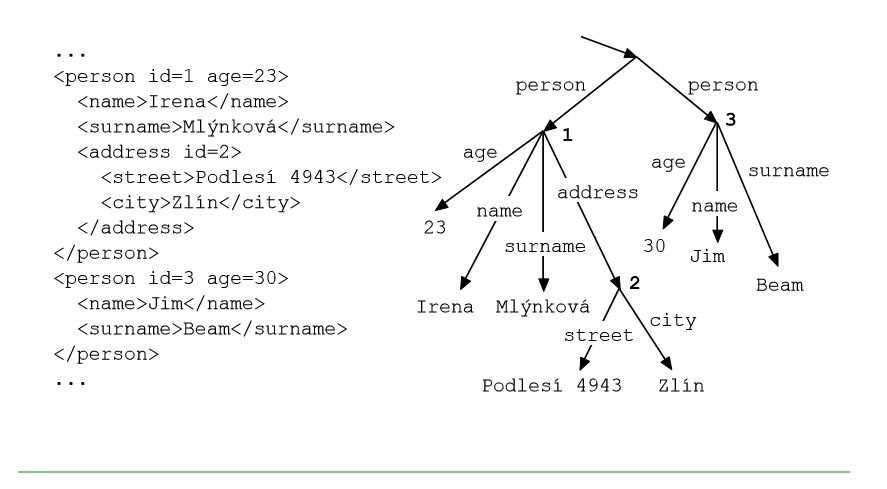 ...
<person id=1 age=23>
  <name>Irena</name>
  <surname>Mlýnková</surname>
  <address id=2>
    <street>Podlesí 4943</street>
    <city>Zlín</city>
  </address>
</person>
<person id=3 age=30>
  <name>Jim</name>
  <surname>Beam</surname>
</person>
...
person person
1 3
age address age surname
name name
23 surname 30 Jim
2 Beam
Irena Mlýnková
street city
Podlesí 4943 Zlín